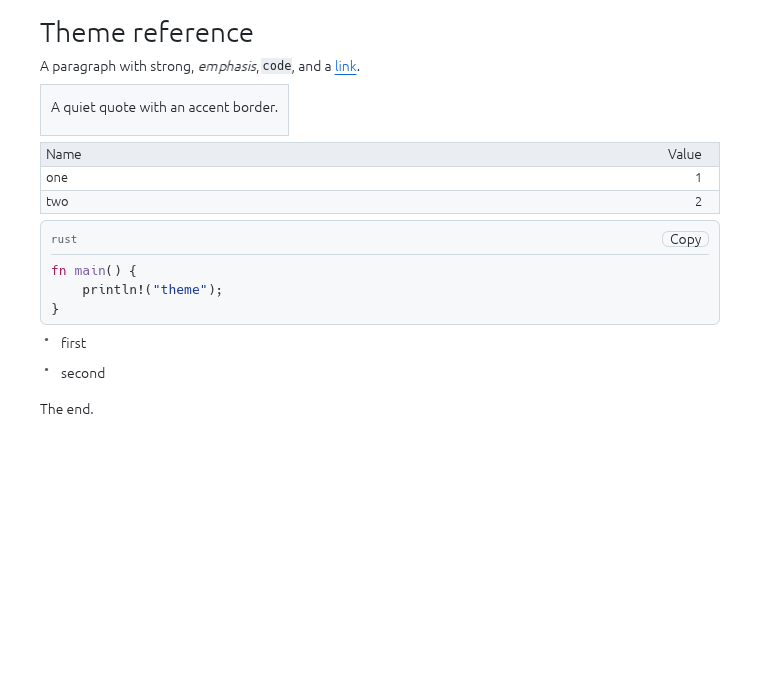 Theme reference
A paragraph with strong, emphasis, code, and a link.
A quiet quote with an accent border.
Name Value
one 1
two 2
rust Copy
fn main() {
    println!("theme");
}
• first
• second
The end.